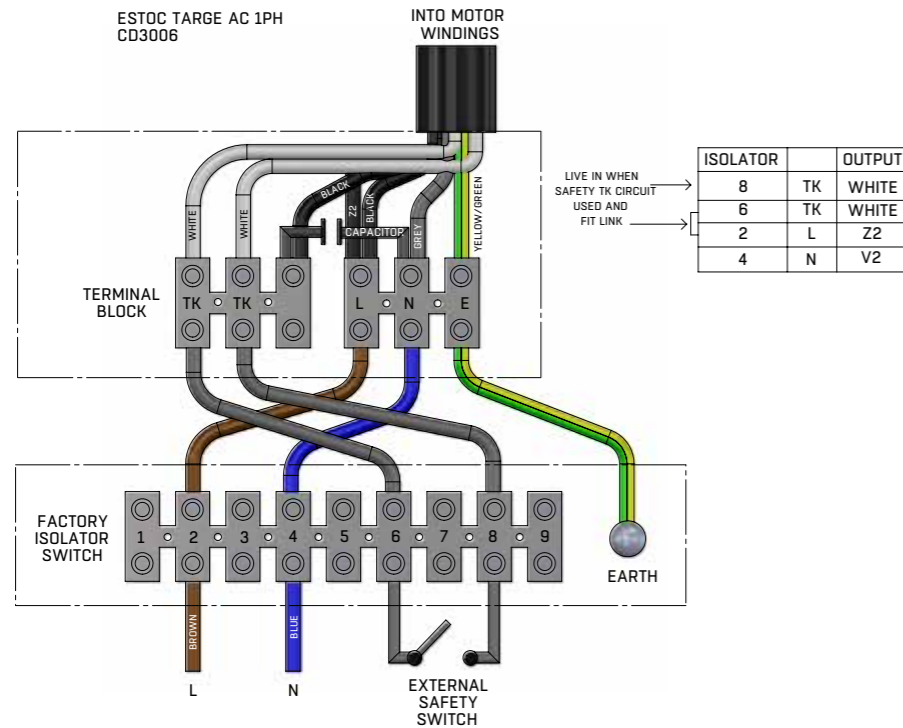 ESTOC TARGE AC 1PH
CD3006
INTO MOTOR
WINDINGS
WHITE
WHITE
BLACK
Z2
BLACK
CAPACITOR
GREY
YELLOW/GREEN
TERMINAL
BLOCK
TK
TK
L
N
E
LIVE IN WHEN
SAFETY TK CIRCUIT
USED AND
FIT LINK
ISOLATOR OUTPUT
8 TK WHITE
6 TK WHITE
2 L Z2
4 N V2
FACTORY
ISOLATOR
SWITCH
1 2 3 4 5 6 7 8 9
EARTH
BROWN
BLUE
L
N
EXTERNAL
SAFETY
SWITCH